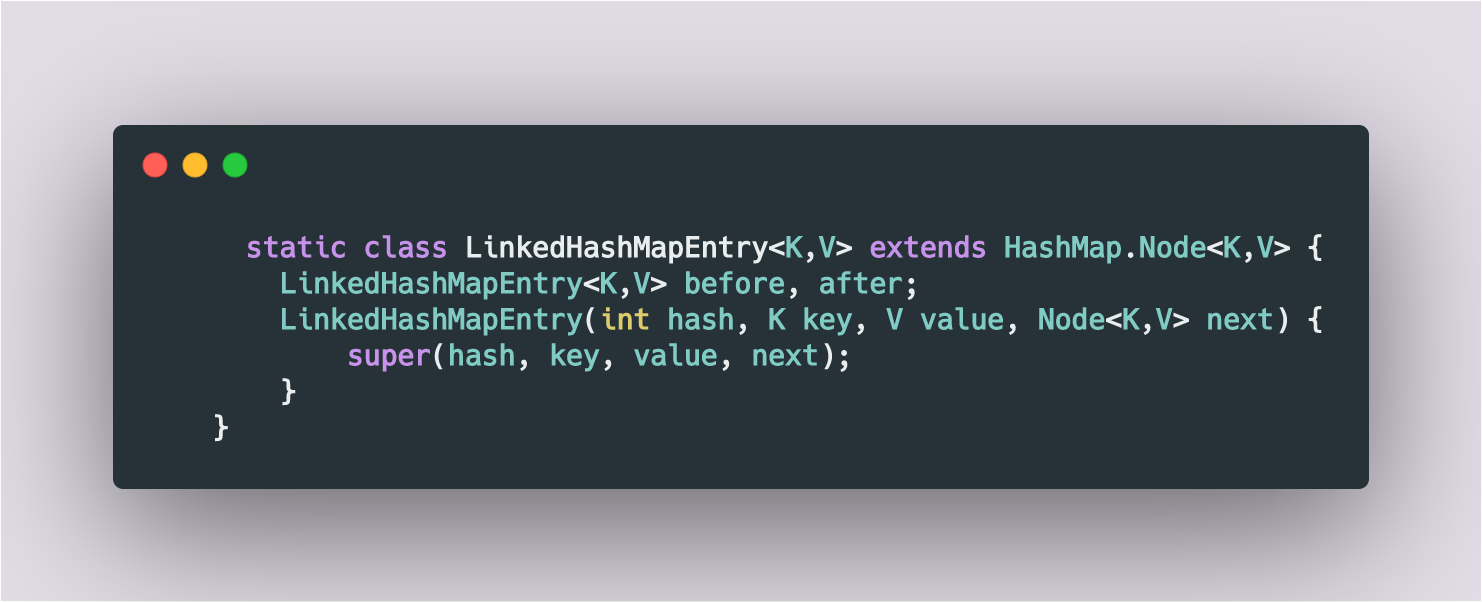 static class LinkedHashMapEntry<K,V> extends HashMap.Node<K,V> {
LinkedHashMapEntry<K,V> before, after;
LinkedHashMapEntry(int hash, K key, V value, Node<K,V> next) {
super(hash, key, value, next);
}
}